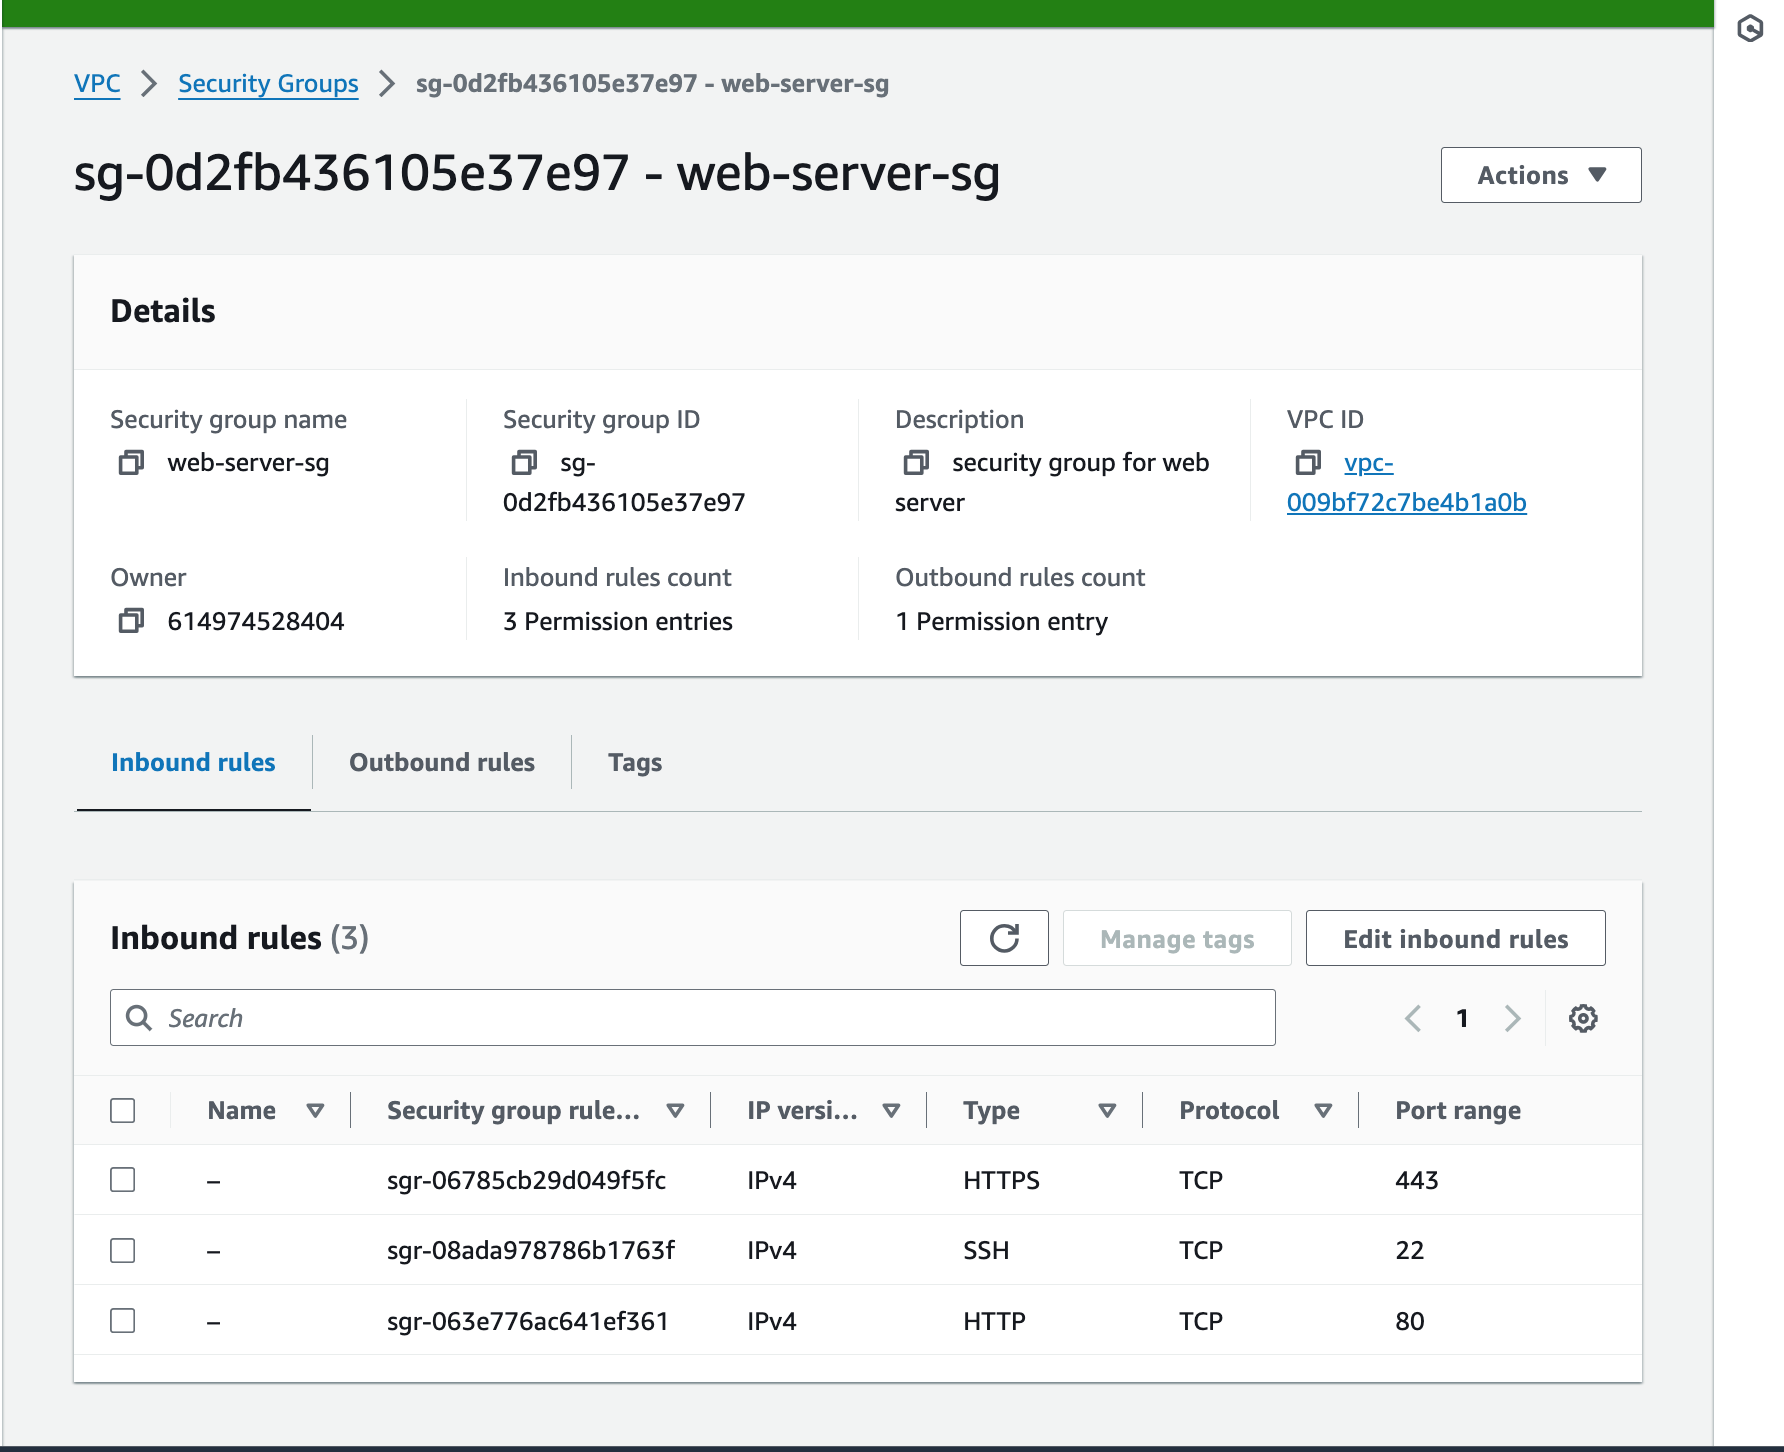 VPC > Security Groups > sg-0d2fb436105e37e97 - web-server-sg
sg-0d2fb436105e37e97 - web-server-sg
Actions
Details
Security group name
web-server-sg
Security group ID
sg-
0d2fb436105e37e97
Description
security group for web
server
VPC ID
vpc-
009bf72c7be4b1a0b
Owner
614974528404
Inbound rules count
3 Permission entries
Outbound rules count
1 Permission entry
Inbound rules
Outbound rules
Tags
Inbound rules (3)
Manage tags
Edit inbound rules
Search
1
Name Security group rule... IP versi... Type Protocol Port range
– sgr-06785cb29d049f5fc IPv4 HTTPS TCP 443
– sgr-08ada978786b1763f IPv4 SSH TCP 22
– sgr-063e776ac641ef361 IPv4 HTTP TCP 80